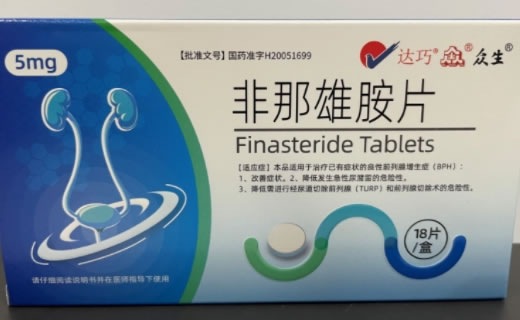 5mg
【批准文号】国药准字H20051699
达巧® 众生®
非那雄胺片
Finasteride Tablets
【适应症】本品适用于治疗已有症状的良性前列腺增生症（BPH）：
1、改善症状。2、降低发生急性尿潴留的危险性。
3、降低需进行经尿道切除前列腺（TURP）和前列腺切除术的危险性。
18片
/盒
请仔细阅读说明书并在医师指导下使用